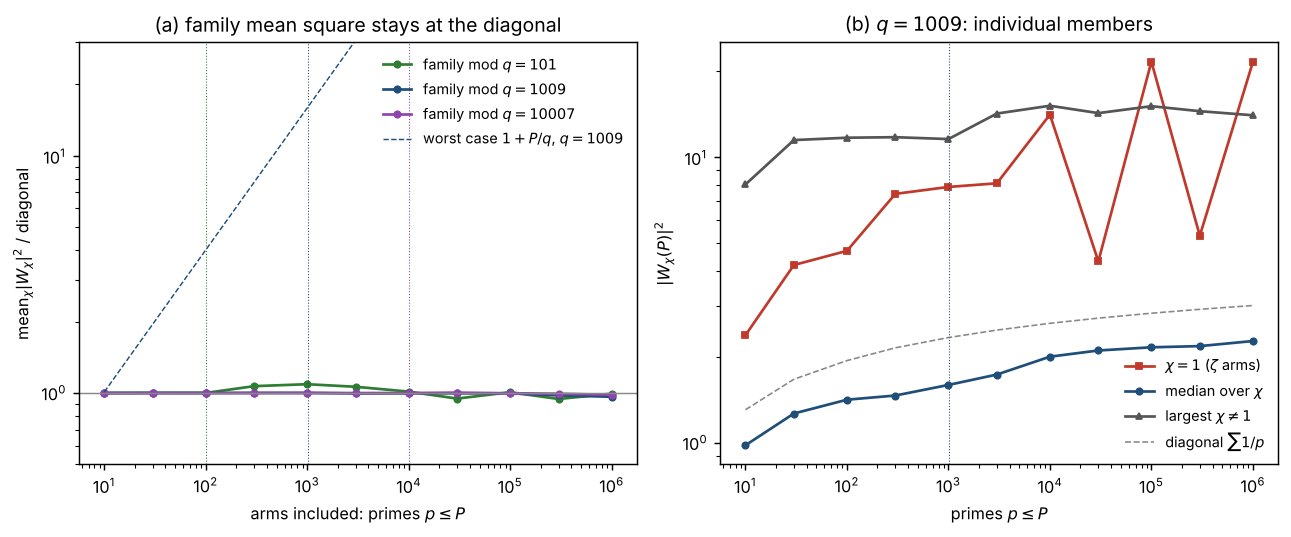 (a) family mean square stays at the diagonal
mean_χ|W_χ|² / diagonal
10¹
10⁰
family mod q = 101
family mod q = 1009
family mod q = 10007
worst case 1 + P/q, q = 1009
10¹ 10² 10³ 10⁴ 10⁵ 10⁶
arms included: primes p ≤ P
(b) q = 1009: individual members
|W_χ(P)|²
10¹
10⁰
χ = 1 (ζ arms)
median over χ
largest χ ≠ 1
diagonal ∑1/p
10¹ 10² 10³ 10⁴ 10⁵ 10⁶
primes p ≤ P